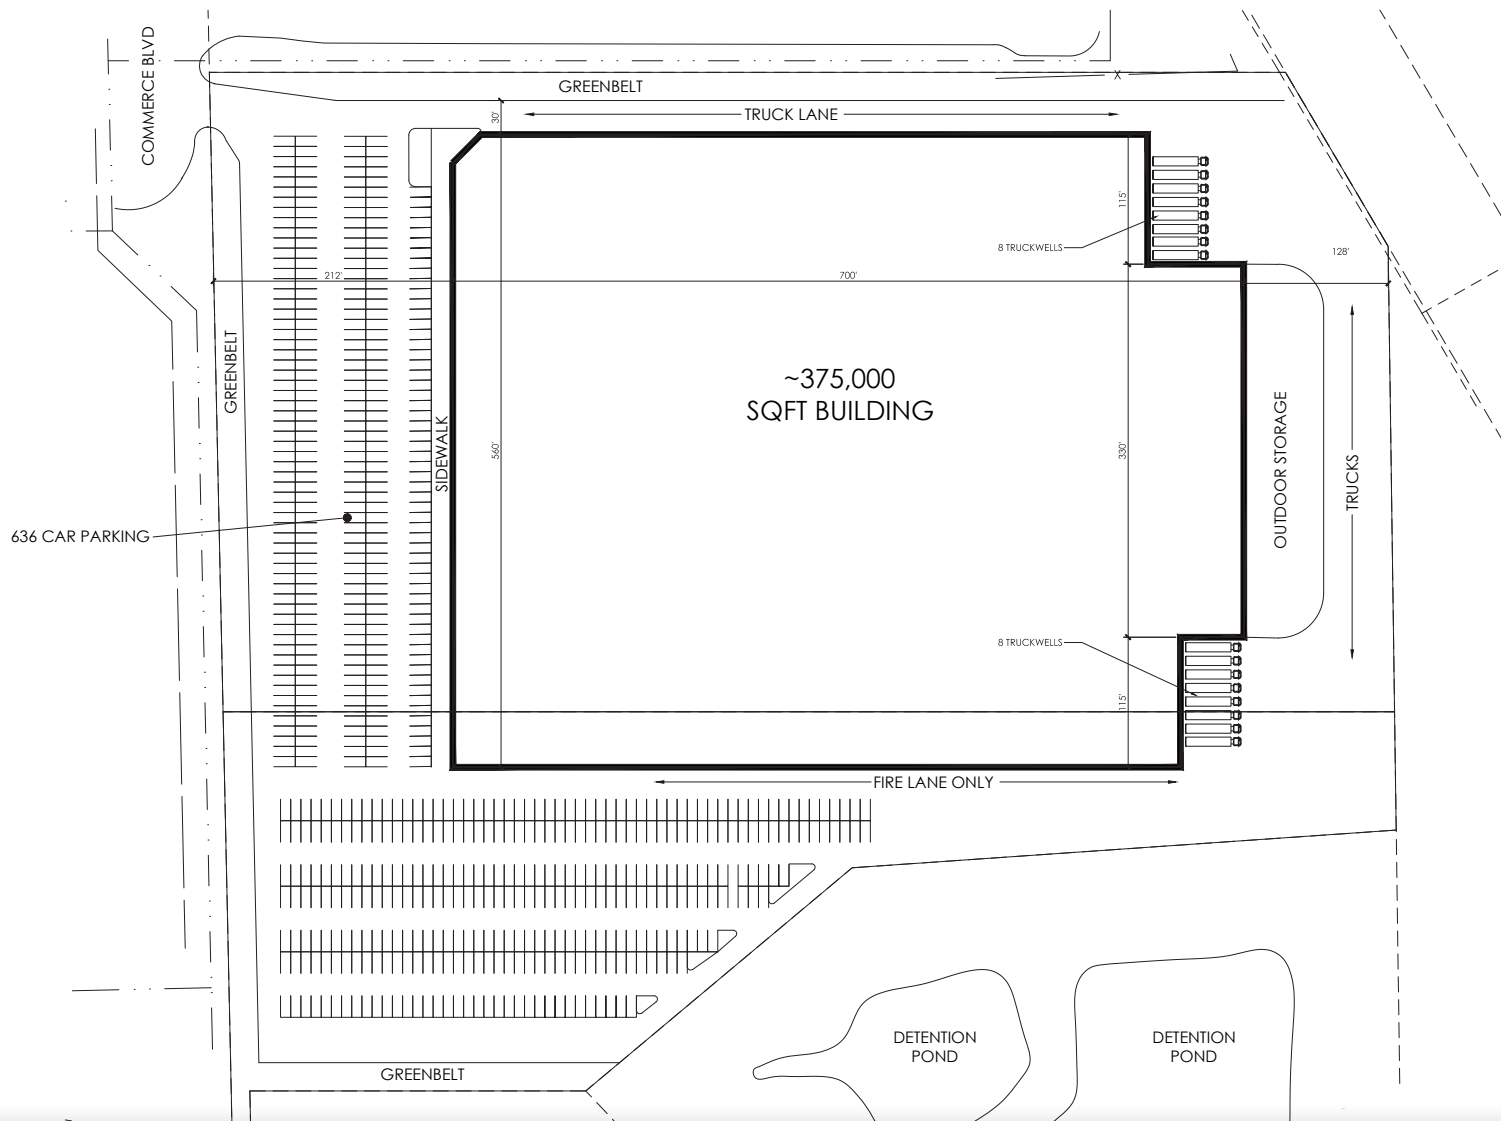 COMMERCE BLVD
GREENBELT
30'
TRUCK LANE
X
115'
8 TRUCKWELLS
128'
212'
700'
GREENBELT
~375,000
SQFT BUILDING
SIDEWALK
560'
330'
OUTDOOR STORAGE
TRUCKS
636 CAR PARKING
8 TRUCKWELLS
115'
FIRE LANE ONLY
DETENTION
POND
DETENTION
POND
GREENBELT